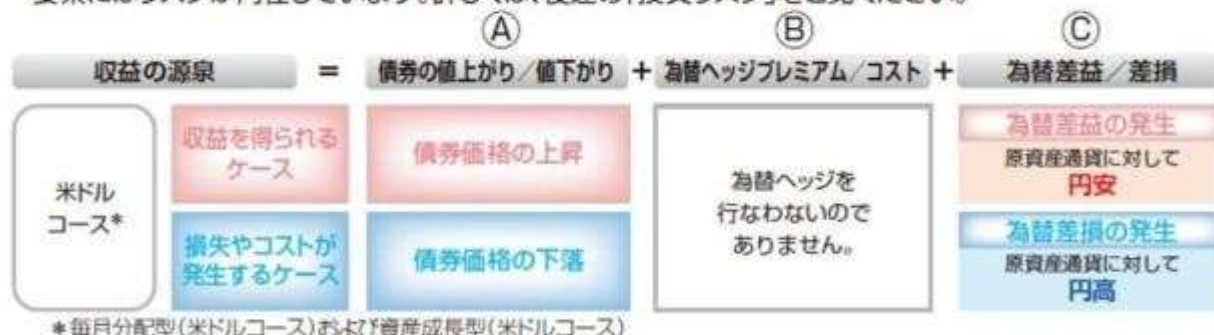 Ⓐ Ⓑ Ⓒ
収益の源泉 = 債券の値上がり/値下がり + 為替ヘッジプレミアム/コスト + 為替差益/差損
米ドル
コース*
収益を得られる
ケース
債券価格の上昇
為替ヘッジを
行なわないので
ありません。
為替差益の発生
原資産通貨に対して
円安
損失やコストが
発生するケース
債券価格の下落
為替差損の発生
原資産通貨に対して
円高
*毎月分配型(米ドルコース)および資産成長型(米ドルコース)